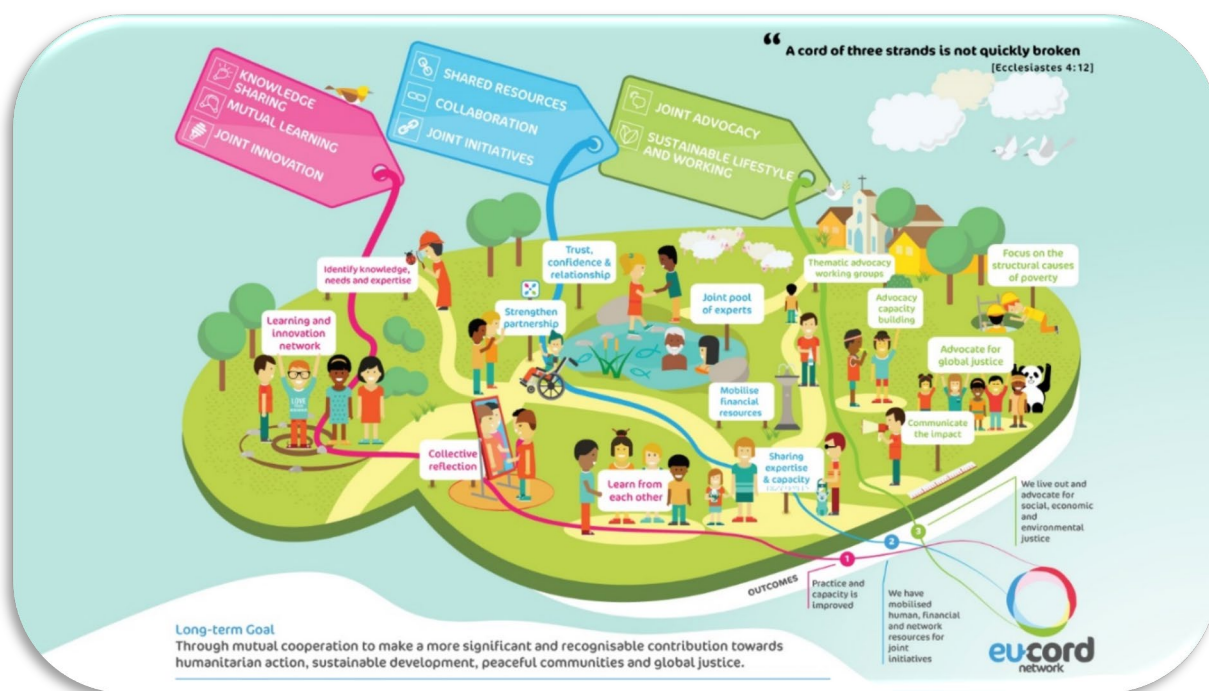 “ A cord of three strands is not quickly broken
[Ecclesiastes 4:12]
KNOWLEDGE
SHARING
MUTUAL LEARNING
JOINT INNOVATION
SHARED RESOURCES
COLLABORATION
JOINT INITIATIVES
JOINT ADVOCACY
SUSTAINABLE LIFESTYLE
AND WORKING
Identify knowledge,
needs and expertise
Learning and
innovation
network
Collective
reflection
Learn from
each other
Trust,
confidence &
relationship
Strengthen
partnership
Joint pool
of experts
Mobilise
financial
resources
Sharing
expertise
& capacity
Thematic advocacy
working groups
Advocacy
capacity
building
Focus on the
structural causes
of poverty
Advocate for
global justice
Communicate
the impact
LOVE
OUTCOMES
1
Practice and
capacity is
improved
2
We have
mobilised
human, financial
and network
resources for
joint
initiatives
3
We live out and
advocate for
social, economic
and
environmental
justice
Long-term Goal
Through mutual cooperation to make a more significant and recognisable contribution towards
humanitarian action, sustainable development, peaceful communities and global justice.
eu-cord
network